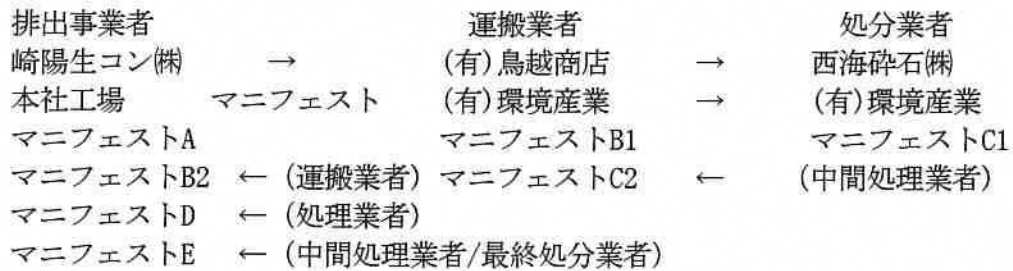 排出事業者 運搬業者 処分業者
崎陽生コン㈱ → (有)鳥越商店 → 西海砕石㈱
本社工場 マニフェスト (有)環境産業 → (有)環境産業
マニフェストA マニフェストB1 マニフェストC1
マニフェストB2 ← (運搬業者) マニフェストC2 ← (中間処理業者)
マニフェストD ← (処理業者)
マニフェストE ← (中間処理業者/最終処分業者)